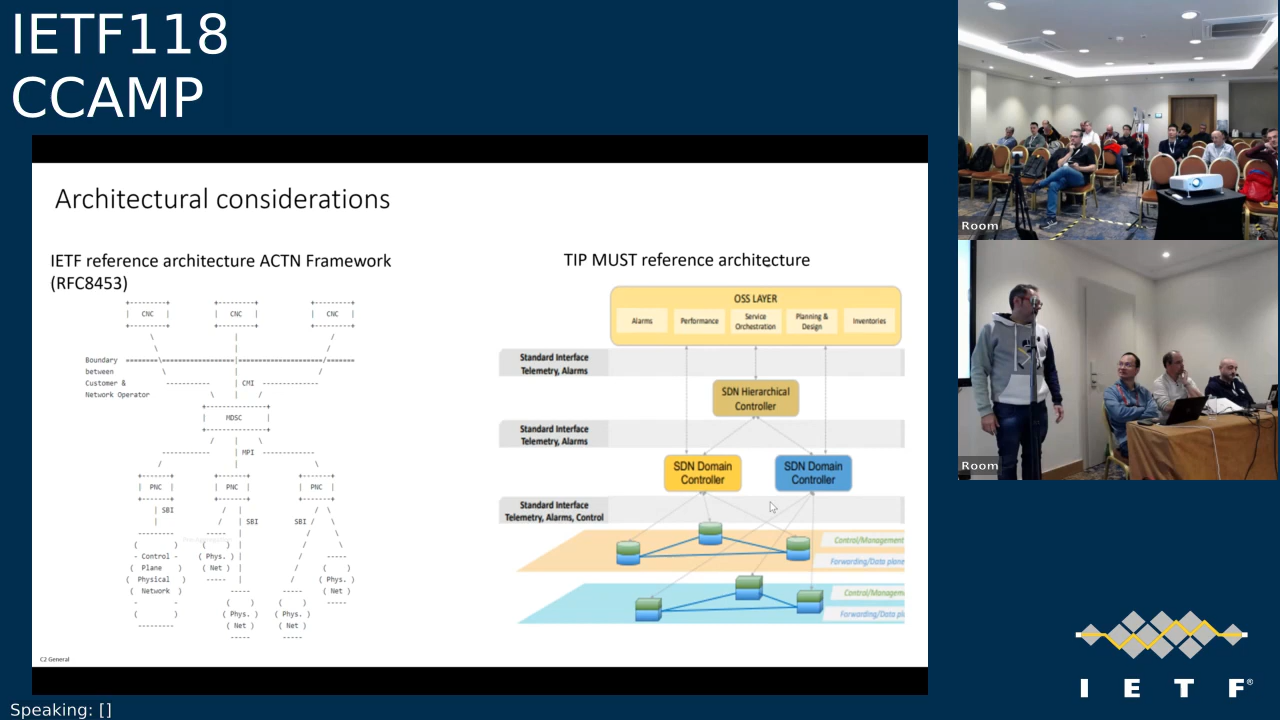 IETF118
CCAMP
Architectural considerations
IETF reference architecture ACTN Framework
(RFC8453)
CNC CNC CNC
Boundary
between
Customer & CMI
Network Operator
MDSC
MPI
PNC PNC PNC
SBI
SBI SBI
- Control - ( Phys. )
( Plane ) ( Net )
( Physical ) ( Phys. )
( Network ) ( Net )
( Phys. ) ( Phys. )
( Net ) ( Net )
C2 General
TIP MUST reference architecture
OSS LAYER
Alarms
Performance
Service
Orchestration
Planning &
Design
Inventories
Standard Interface
Telemetry, Alarms
SDN Hierarchical
Controller
Standard Interface
Telemetry, Alarms
SDN Domain
Controller
SDN Domain
Controller
Standard Interface
Telemetry, Alarms, Control
Control/Management
Forwarding/Data plane
Control/Managem
Forwarding/Data pl
Room
Room
I E T F®
Speaking: []